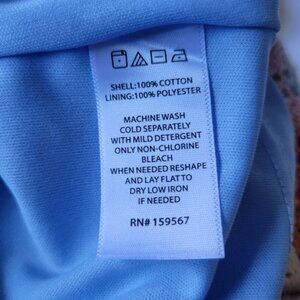 SHELL:100% COTTON
LINING:100% POLYESTER
MACHINE WASH
COLD SEPARATELY
WITH MILD DETERGENT
ONLY NON-CHLORINE
BLEACH
WHEN NEEDED RESHAPE
AND LAY FLAT TO
DRY LOW IRON
IF NEEDED
RN# 159567